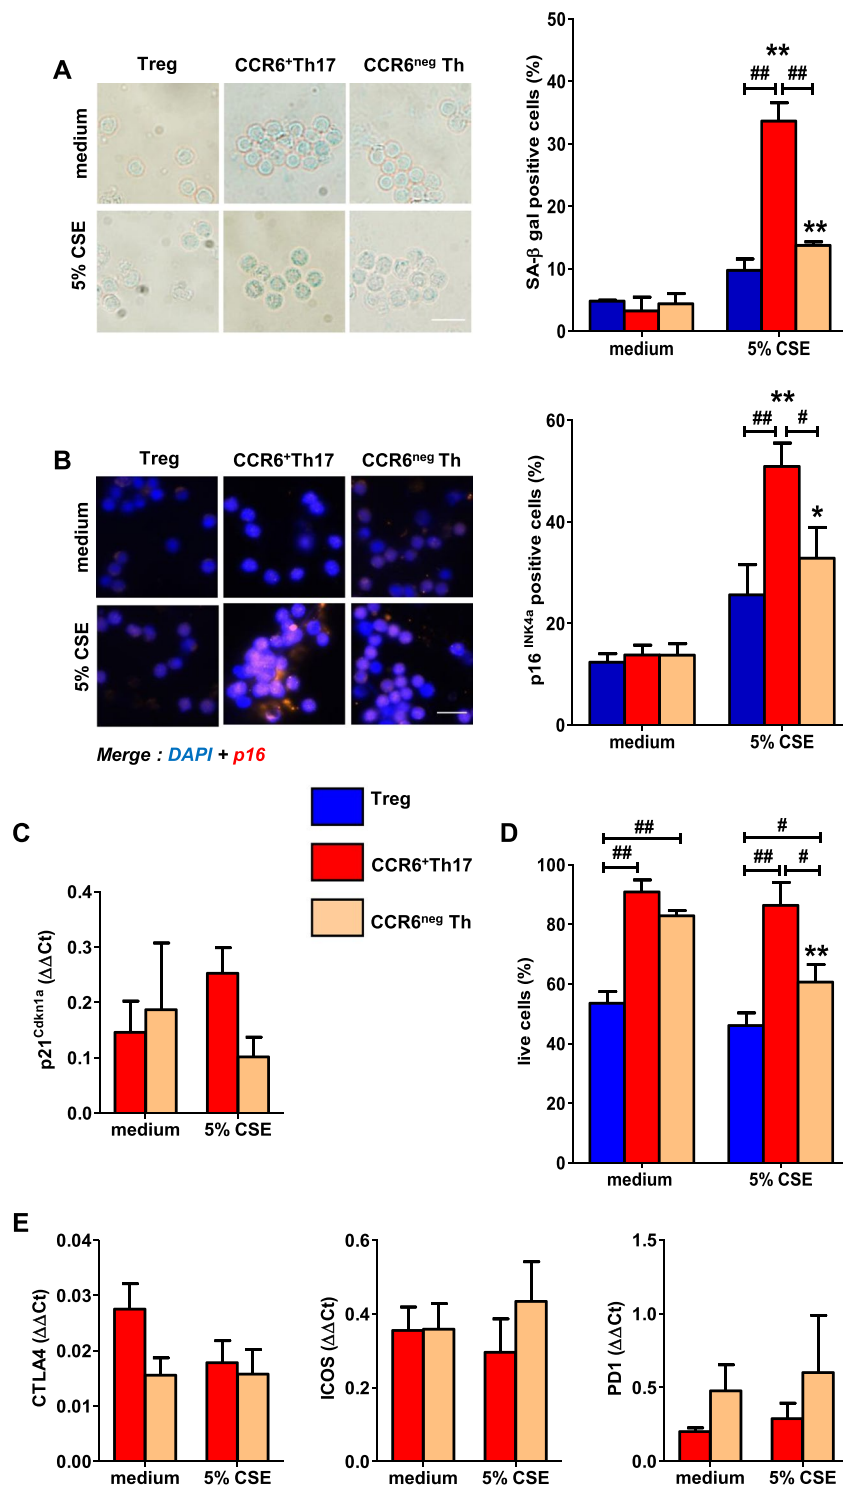 A
Treg CCR6+Th17 CCR6neg Th
medium
5% CSE
SA-β gal positive cells (%)
50
40
30
20
10
0
** 
## ##
**
medium 5% CSE
B
Treg CCR6+Th17 CCR6neg Th
medium
5% CSE
Merge : DAPI + p16
p16 INK4a positive cells (%)
60
40
20
0
**
## #
*
medium 5% CSE
Treg
CCR6+Th17
CCR6neg Th
C
p21Cdkn1a (ΔΔCt)
0.4
0.3
0.2
0.1
0.0
medium 5% CSE
D
live cells (%)
100
80
60
40
20
0
## #
## ## #
**
medium 5% CSE
E
CTLA4 (ΔΔCt)
0.04
0.03
0.02
0.01
0.00
medium 5% CSE
ICOS (ΔΔCt)
0.6
0.4
0.2
0.0
medium 5% CSE
PD1 (ΔΔCt)
1.5
1.0
0.5
0.0
medium 5% CSE